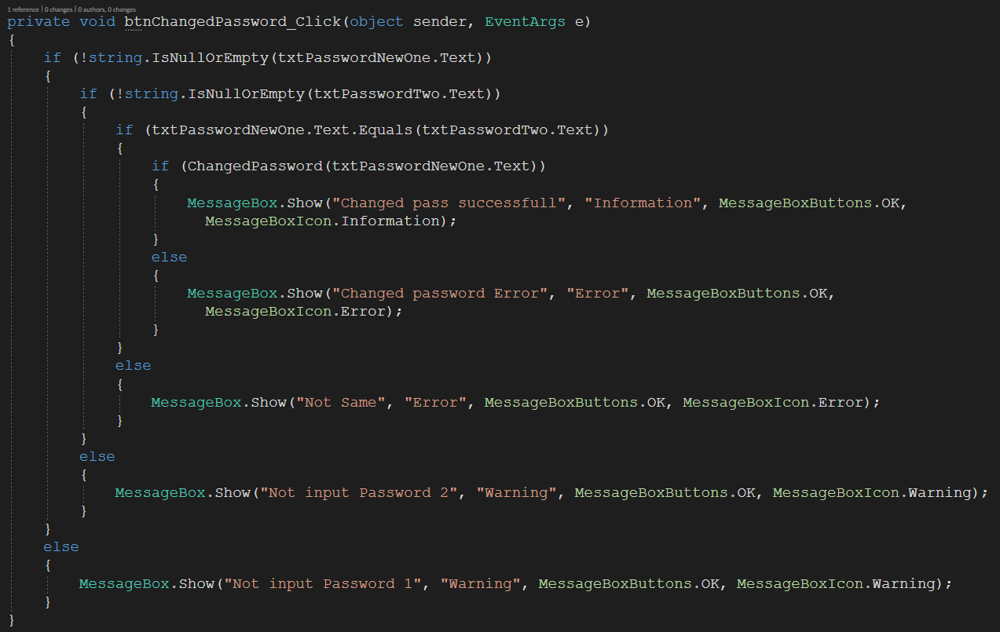 1 reference | 0 changes | 0 authors, 0 changes
private void btnChangedPassword_Click(object sender, EventArgs e)
{
    if (!string.IsNullOrEmpty(txtPasswordNewOne.Text))
    {
        if (!string.IsNullOrEmpty(txtPasswordTwo.Text))
        {
            if (txtPasswordNewOne.Text.Equals(txtPasswordTwo.Text))
            {
                if (ChangedPassword(txtPasswordNewOne.Text))
                {
                    MessageBox.Show("Changed pass successfull", "Information", MessageBoxButtons.OK,
                      MessageBoxIcon.Information);
                }
                else
                {
                    MessageBox.Show("Changed password Error", "Error", MessageBoxButtons.OK,
                      MessageBoxIcon.Error);
                }
            }
            else
            {
                MessageBox.Show("Not Same", "Error", MessageBoxButtons.OK, MessageBoxIcon.Error);
            }
        }
        else
        {
            MessageBox.Show("Not input Password 2", "Warning", MessageBoxButtons.OK, MessageBoxIcon.Warning);
        }
    }
    else
    {
        MessageBox.Show("Not input Password 1", "Warning", MessageBoxButtons.OK, MessageBoxIcon.Warning);
    }
}